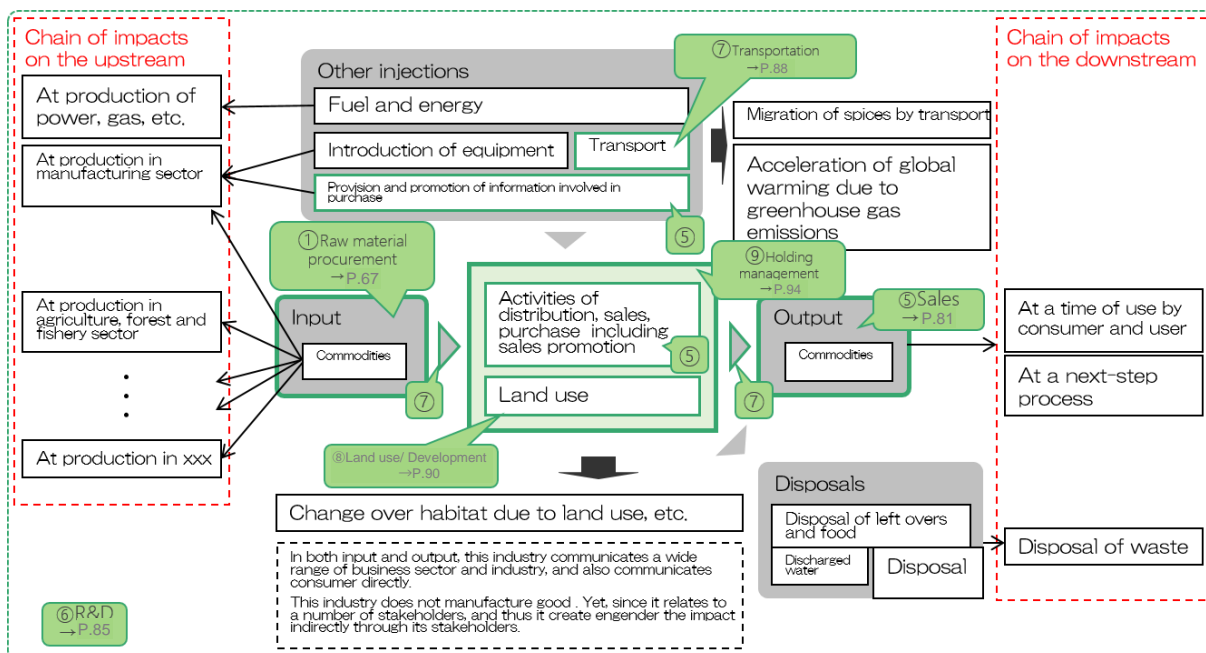 Chain of impacts
on the upstream
At production of
power, gas, etc.
At production in
manufacturing sector
At production in
agriculture, forest and
fishery sector
At production in xxx
Other injections
Fuel and energy
Introduction of equipment
Transport
Provision and promotion of information involved in
purchase
⑤
⑦Transportation
→P.88
Migration of spices by transport
Acceleration of global
warming due to
greenhouse gas
emissions
Chain of impacts
on the downstream
①Raw material
procurement
→P.67
Input
Commodities
⑦
Activities of
distribution, sales,
purchase including
sales promotion
⑤
Land use
⑨Holding
management
→P.94
⑦
Output
Commodities
⑤Sales
→P.81
At a time of use by
consumer and user
At a next-step
process
⑧Land use/ Development
→P.90
Change over habitat due to land use, etc.
In both input and output, this industry communicates a wide
range of business sector and industry, and also communicates
consumer directly.
This industry does not manufacture good . Yet, since it relates to
a number of stakeholders, and thus it create engender the impact
indirectly through its stakeholders.
Disposals
Disposal of left overs
and food
Discharged
water
Disposal
Disposal of waste
⑥R&D
→P.85